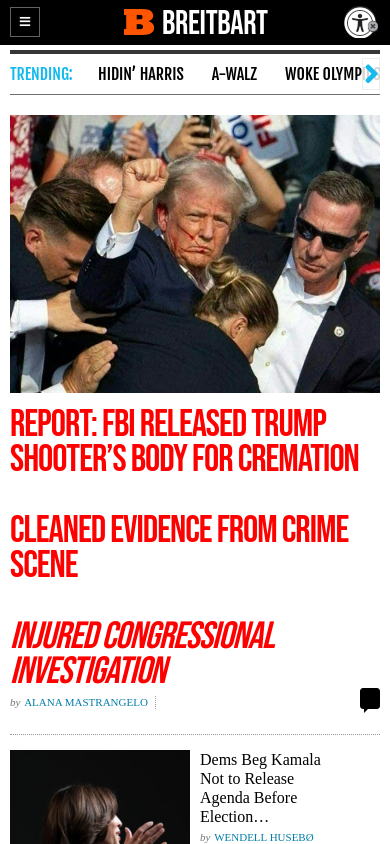 B BREITBART
TRENDING:
HIDIN’ HARRIS
A–WALZ
WOKE OLYMP
REPORT: FBI RELEASED TRUMP
SHOOTER’S BODY FOR CREMATION
CLEANED EVIDENCE FROM CRIME
SCENE
INJURED CONGRESSIONAL
INVESTIGATION
by ALANA MASTRANGELO
Dems Beg Kamala
Not to Release
Agenda Before
Election…
by WENDELL HUSEBØ